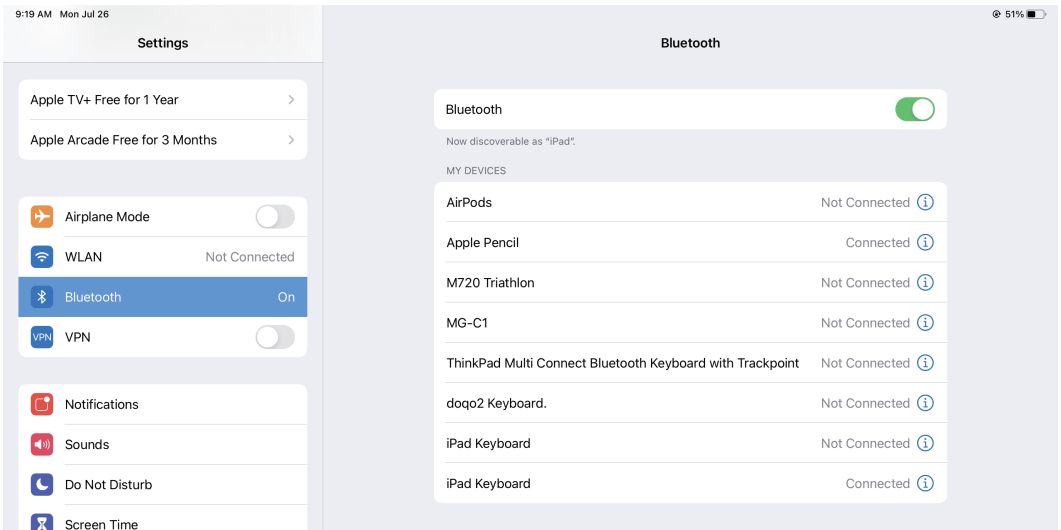 9:19 AM Mon Jul 26
51%
Settings
Apple TV+ Free for 1 Year
Apple Arcade Free for 3 Months
Airplane Mode
WLAN Not Connected
Bluetooth On
VPN VPN
Notifications
Sounds
Do Not Disturb
Screen Time
Bluetooth
Bluetooth
Now discoverable as “iPad”.
MY DEVICES
AirPods Not Connected
Apple Pencil Connected
M720 Triathlon Not Connected
MG-C1 Not Connected
ThinkPad Multi Connect Bluetooth Keyboard with Trackpoint Not Connected
doqo2 Keyboard. Not Connected
iPad Keyboard Not Connected
iPad Keyboard Connected